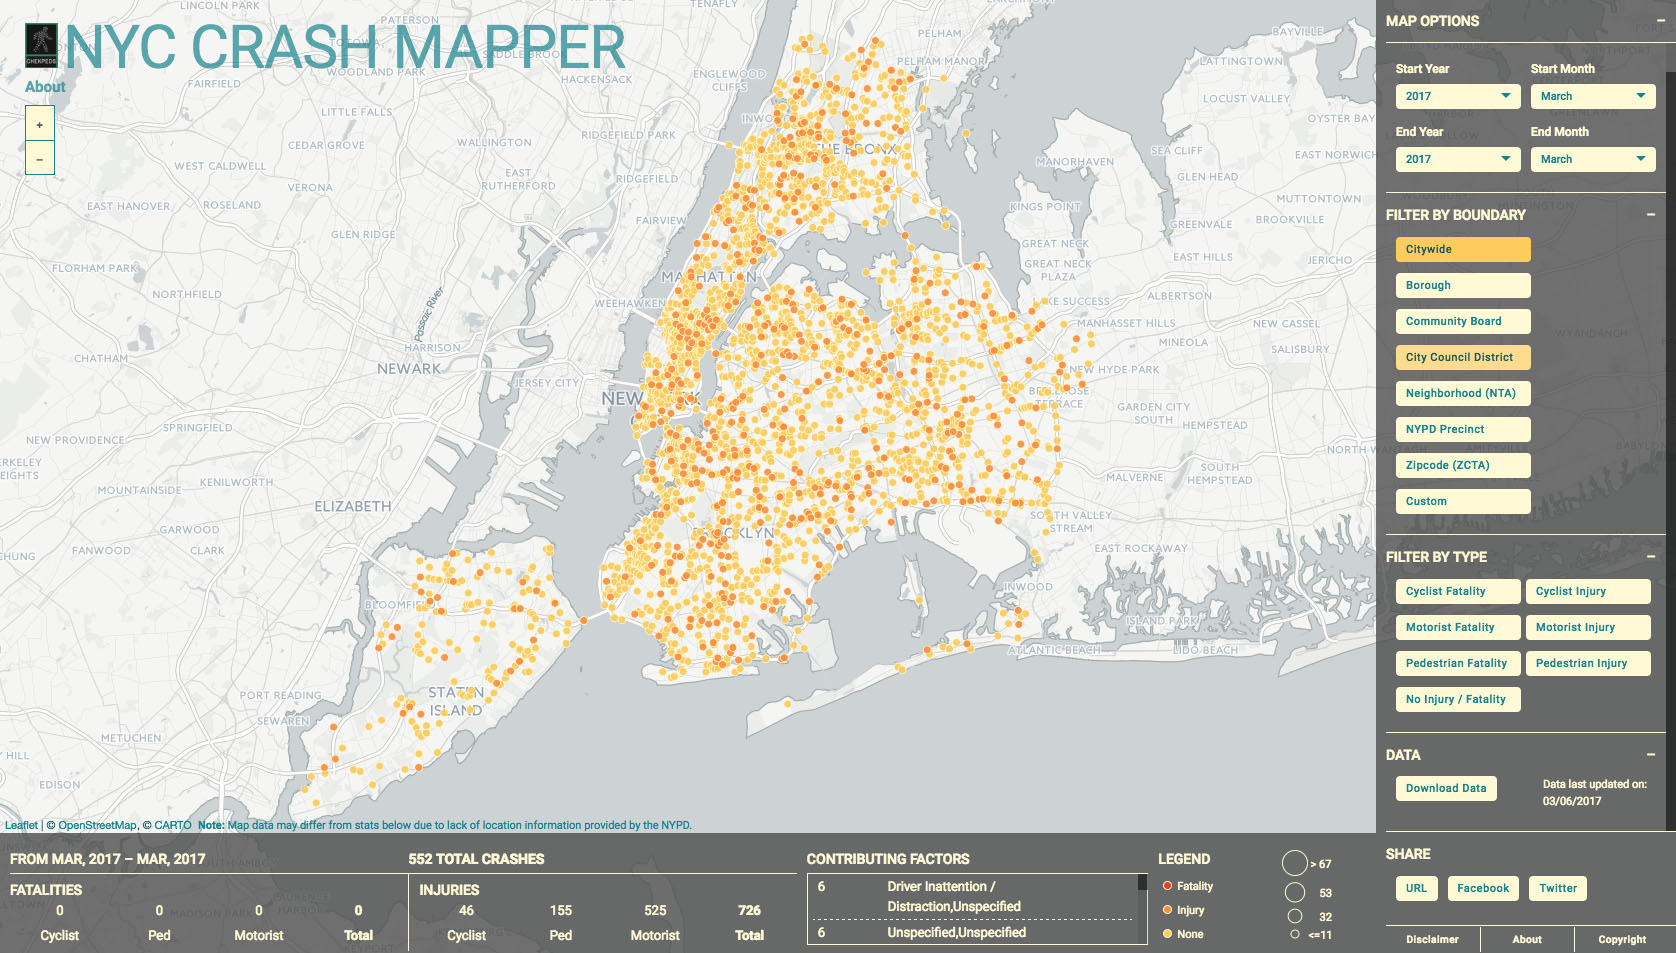 CHEKPEDS
NYC CRASH MAPPER
About
+
−
LINCOLN PARK
PATERSON
TENAFLY
PELHAM
PELHAM MANOR
BAYVILLE
LATTINGTOWN
WOODLAND PARK
SADDLE BROOK
HACKENSACK
ENGLEWOOD
CLIFFS
FAIRFIELD
LITTLE FALLS
LOCUST VALLEY
OYSTER BAY
CEDAR GROVE
WALLINGTON
RIDGEFIELD PARK
THE BRONX
SEA CLIFF
EAST NORWICH
WEST CALDWELL
VERONA
EAST
RUTHERFORD
RIDGEFIELD
MANORHAVEN
GLEN HEAD
MUTTONTOWN
EAST HANOVER
ROSELAND
GLEN RIDGE
FAIRVIEW
KINGS POINT
GREENVALE
BROOKVILLE
GREAT NECK
FLORHAM PARK
GREAT NECK
PLAZA
EAST HILLS
JERICHO
MANHATTAN
NORTHFIELD
Passaic River
WEEHAWKEN
LAKE SUCCESS
ALBERTON
MANHASSET HILLS
NEW CASSEL
CHATHAM
HARRISON
MINEOLA
SALISBURY
NEWARK
JERSEY CITY
NEW HYDE PARK
NEW YORK
BELLEROSE
TERRACE
GARDEN CITY
SOUTH
HEMPSTEAD
NEW PROVIDENCE
SPRINGFIELD
BERKELEY
HEIGHTS
KENILWORTH
MOUNTAINSIDE
ELIZABETH
MALVERNE
SOUTH
HEMPSTEAD
GARWOOD
SOUTH VALLEY
STREAM
FANWOOD
CLARK
BROOKLYN
EAST ROCKAWAY
INWOOD
BLOOMFIELD
ISLAND PARK
ATLANTIC BEACH
LIDO BEACH
PORT READING
STATEN
ISLAND
SEWAREN
METUCHEN
EDISON
Leaflet | © OpenStreetMap, © CARTO Note: Map data may differ from stats below due to lack of location information provided by the NYPD.
MAP OPTIONS −
Start Year Start Month
2017 March
End Year End Month
2017 March
FILTER BY BOUNDARY −
Citywide
Borough
Community Board
City Council District
Neighborhood (NTA)
NYPD Precinct
Zipcode (ZCTA)
Custom
FILTER BY TYPE −
Cyclist Fatality Cyclist Injury
Motorist Fatality Motorist Injury
Pedestrian Fatality Pedestrian Injury
No Injury / Fatality
DATA −
Download Data
Data last updated on:
03/06/2017
SHARE
URL Facebook Twitter
Disclaimer About Copyright
FROM MAR, 2017 – MAR, 2017
FATALITIES
0 0 0 0
Cyclist Ped Motorist Total
552 TOTAL CRASHES
INJURIES
46 155 525 726
Cyclist Ped Motorist Total
CONTRIBUTING FACTORS
6 Driver Inattention /
Distraction,Unspecified
6 Unspecified,Unspecified
LEGEND
Fatality
Injury
None
> 67
53
32
<=11